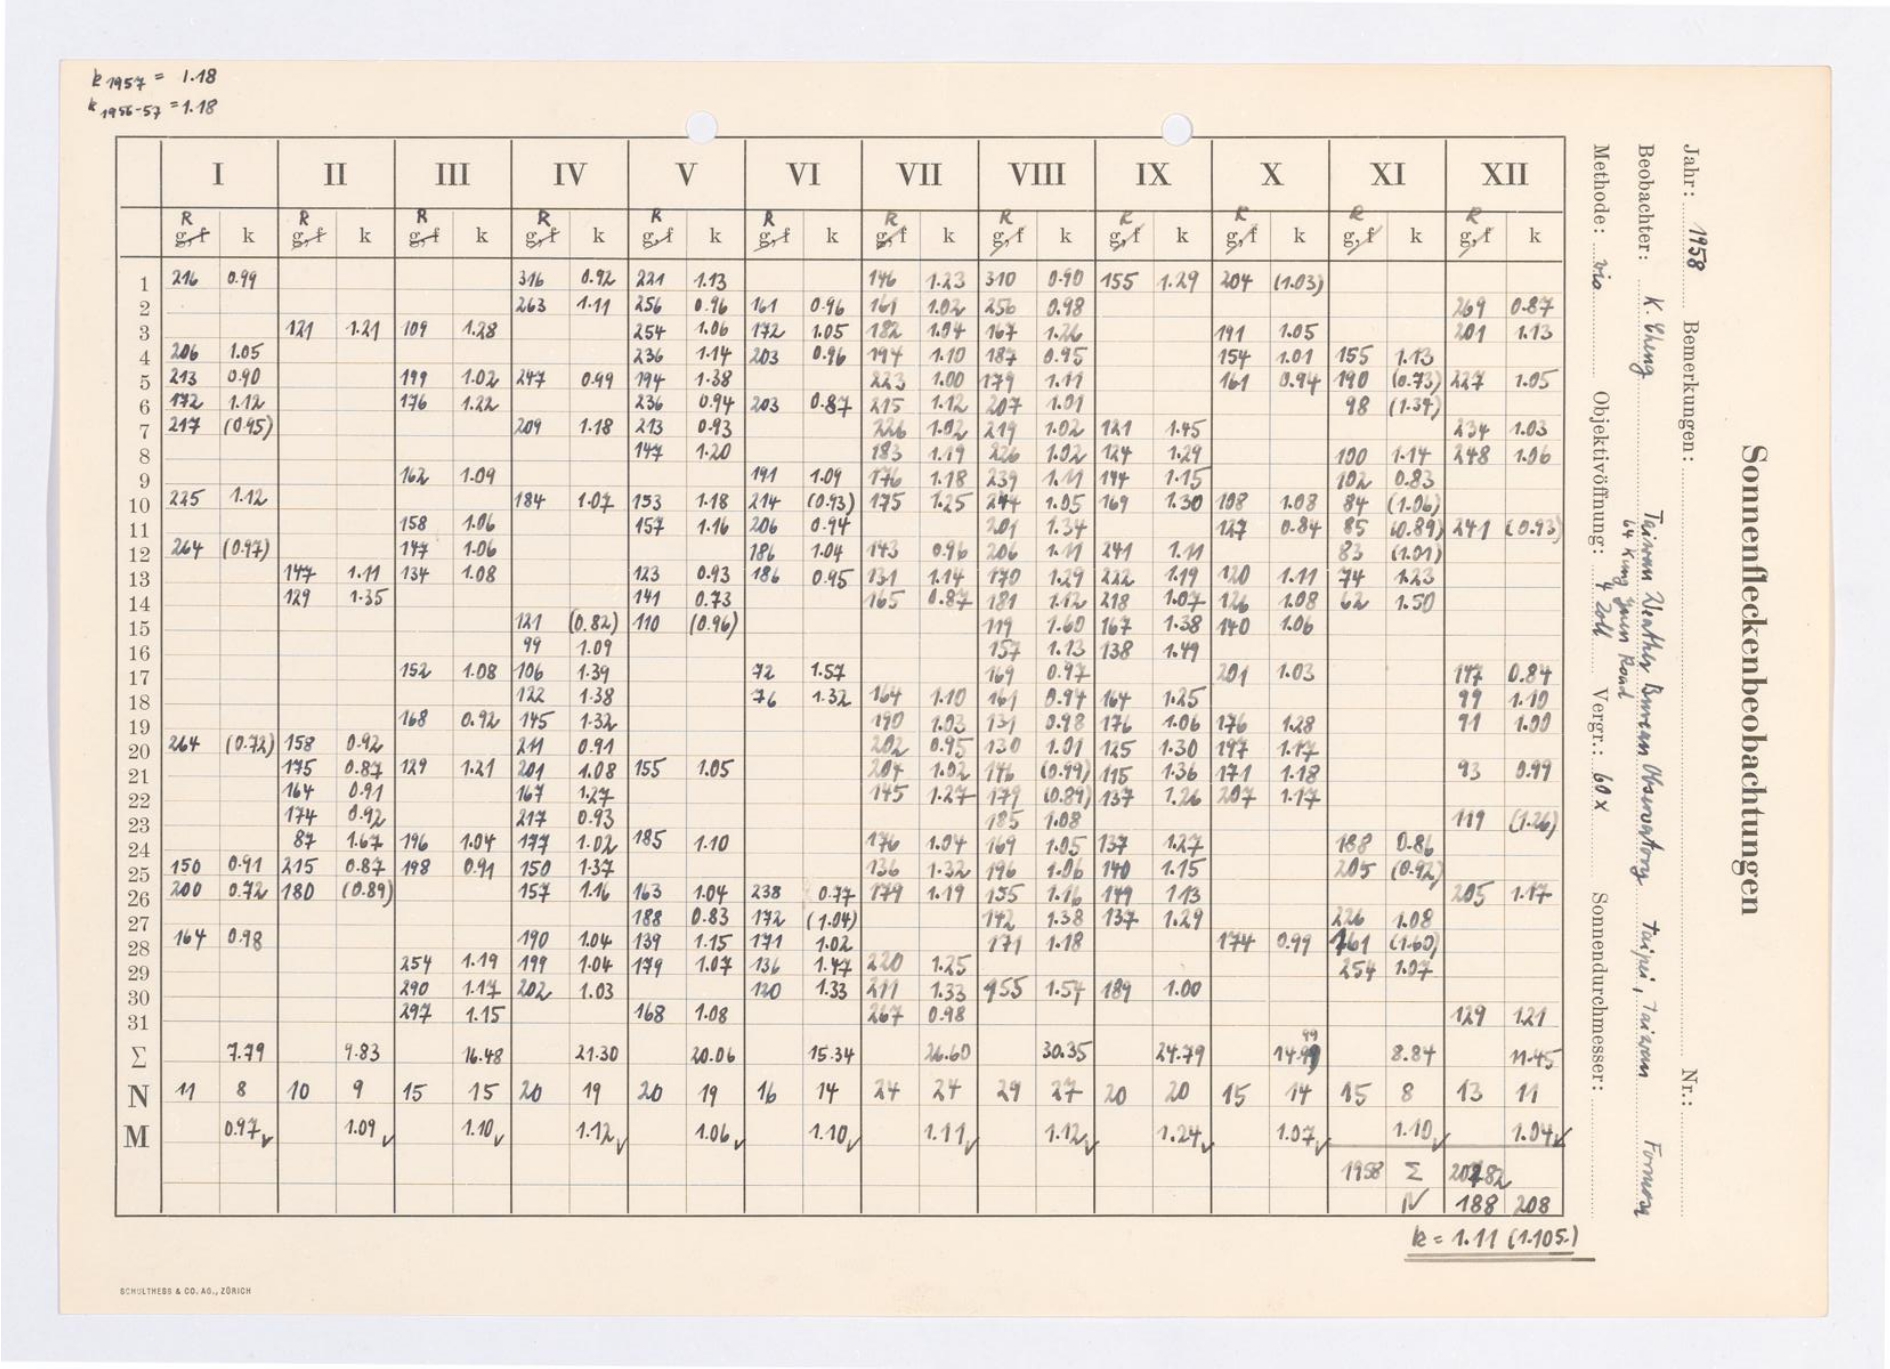 k 1957 = 1.18
k 1956-57 = 1.18
Sonnenfleckenbeobachtungen
Jahr: 1958 Bemerkungen: Nr.:
Beobachter: K. Cheng Taiwan Weather Bureau Observatory Taipei, Taiwan Formosa
64 Kung Yuen Road
Methode: vis Objektivöffnung: 4 Zoll Vergr.: 60 x Sonnendurchmesser:
I II III IV V VI VII VIII IX X XI XII
R R R R R R R R R R R R
g, f k g, f k g, f k g, f k g, f k g, f k g, f k g, f k g, f k g, f k g, f k g, f k
1 216 0.99 316 0.92 221 1.13 146 1.23 310 0.90 155 1.29 204 (1.03)
2 263 1.11 256 0.96 161 0.96 161 1.02 256 0.98 269 0.87
3 121 1.21 109 1.28 254 1.06 172 1.05 182 1.04 167 1.26 191 1.05 201 1.13
4 206 1.05 236 1.14 203 0.96 194 1.10 187 0.95 154 1.01 155 1.13
5 213 0.90 199 1.02 247 0.99 194 1.38 223 1.00 179 1.11 161 0.94 190 (0.73) 227 1.05
6 172 1.12 176 1.22 236 0.94 203 0.87 215 1.12 207 1.01 98 (1.34)
7 217 (0.95) 209 1.18 213 0.93 226 1.02 219 1.02 121 1.45 234 1.03
8 147 1.20 183 1.19 226 1.02 124 1.29 100 1.14 248 1.06
9 162 1.09 191 1.09 176 1.18 239 1.11 144 1.15 102 0.83
10 225 1.12 184 1.07 153 1.18 214 (0.93) 175 1.25 244 1.05 169 1.30 108 1.08 84 (1.06)
11 158 1.06 157 1.16 206 0.94 201 1.34 127 0.84 85 (0.89) 241 (0.93)
12 264 (0.97) 147 1.06 186 1.04 143 0.96 206 1.11 241 1.11 83 (1.01)
13 147 1.11 134 1.08 123 0.93 186 0.95 131 1.14 170 1.29 222 1.19 120 1.11 74 1.23
14 129 1.35 141 0.73 165 0.87 181 1.12 218 1.07 126 1.08 62 1.50
15 121 (0.82) 110 (0.96) 119 1.60 167 1.38 140 1.06
16 99 1.09 157 1.13 138 1.49
17 152 1.08 106 1.39 72 1.57 169 0.97 201 1.03 147 0.84
18 122 1.38 76 1.32 164 1.10 161 0.94 164 1.25 99 1.10
19 168 0.92 145 1.32 190 1.03 131 0.98 176 1.06 176 1.28 91 1.00
20 264 (0.72) 158 0.92 211 0.91 202 0.95 130 1.01 125 1.30 197 1.17
21 175 0.87 129 1.21 201 1.08 155 1.05 204 1.02 146 (0.99) 115 1.36 171 1.18 93 0.99
22 164 0.91 167 1.27 145 1.27 179 (0.89) 137 1.26 207 1.17
23 174 0.92 217 0.93 185 1.08 119 (1.26)
24 87 1.67 196 1.04 177 1.02 185 1.10 176 1.04 169 1.05 137 1.27 188 0.86
25 150 0.91 215 0.87 198 0.91 150 1.37 136 1.32 196 1.06 140 1.15 205 (0.92)
26 200 0.72 180 (0.89) 157 1.16 163 1.04 238 0.77 179 1.19 155 1.16 149 1.13 205 1.17
27 188 0.83 172 (1.04) 142 1.38 137 1.29 226 1.08
28 164 0.98 190 1.04 139 1.15 171 1.02 171 1.18 174 0.99 161 (1.60)
29 254 1.19 199 1.04 179 1.07 136 1.47 220 1.25 254 1.07
30 290 1.17 202 1.03 120 1.33 211 1.33 155 1.54 189 1.00
31 297 1.15 168 1.08 267 0.98 129 1.21
Σ 7.79 9.83 16.48 21.30 20.06 15.34 26.60 30.35 24.79 14.99 8.84 11.45
N 11 8 10 9 15 15 20 19 20 19 16 14 24 24 29 27 20 20 15 14 15 8 13 11
M 0.97 1.09 1.10 1.12 1.06 1.10 1.11 1.12 1.24 1.07 1.10 1.04
1958 Σ
N 188 208
k = 1.11 (1.105)
SCHULTHESS & CO. AG., ZÜRICH